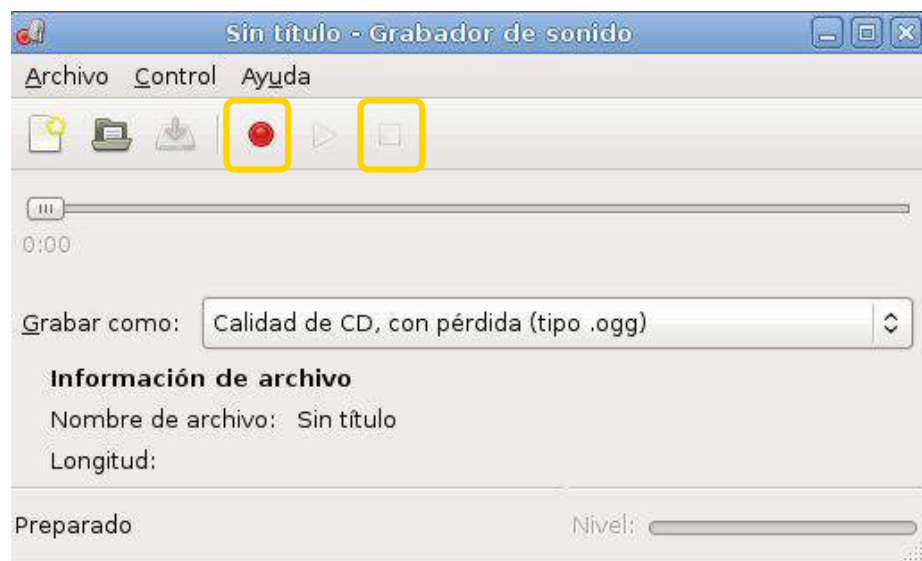 Sin título - Grabador de sonido
Archivo Control Ayuda
0:00
Grabar como: Calidad de CD, con pérdida (tipo .ogg)
Información de archivo
Nombre de archivo: Sin título
Longitud:
Preparado Nivel: